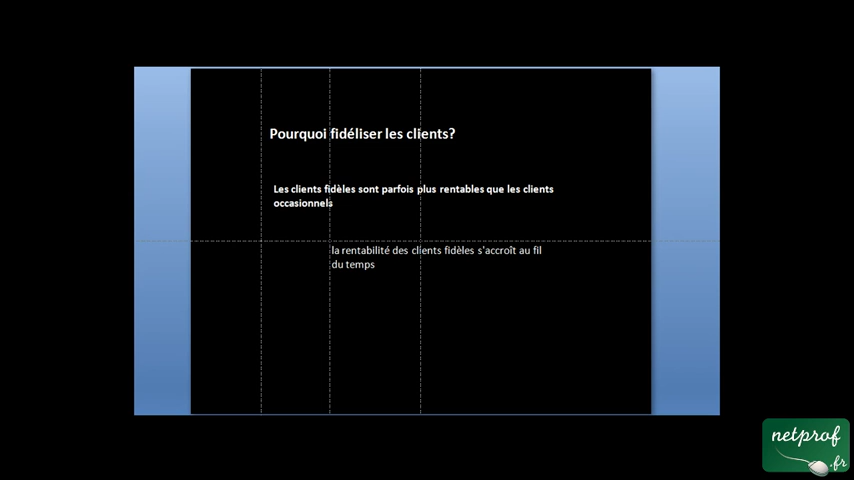 Pourquoi fidéliser les clients?
Les clients fidèles sont parfois plus rentables que les clients
occasionnels
la rentabilité des clients fidèles s'accroît au fil
du temps
netprof
.fr